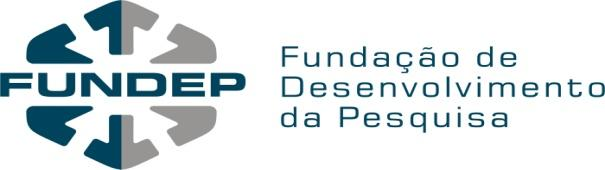 FUNDEP
Fundação de
Desenvolvimento
da Pesquisa